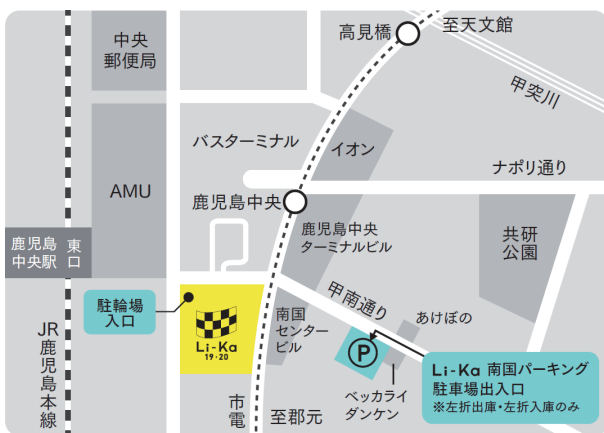 中央
郵便局
高見橋
至天文館
甲突川
バスターミナル
イオン
ナポリ通り
AMU
鹿児島中央
鹿児島中央
ターミナルビル
共研
公園
鹿児島
中央駅
東口
駐輪場
入口
Li-Ka
19・20
南国
センター
ビル
甲南通り
あけぼの
P
Li-Ka 南国パーキング
駐車場出入口
※左折出庫・左折入庫のみ
ベッカライ
ダンケン
JR鹿児島本線
市電
至郡元